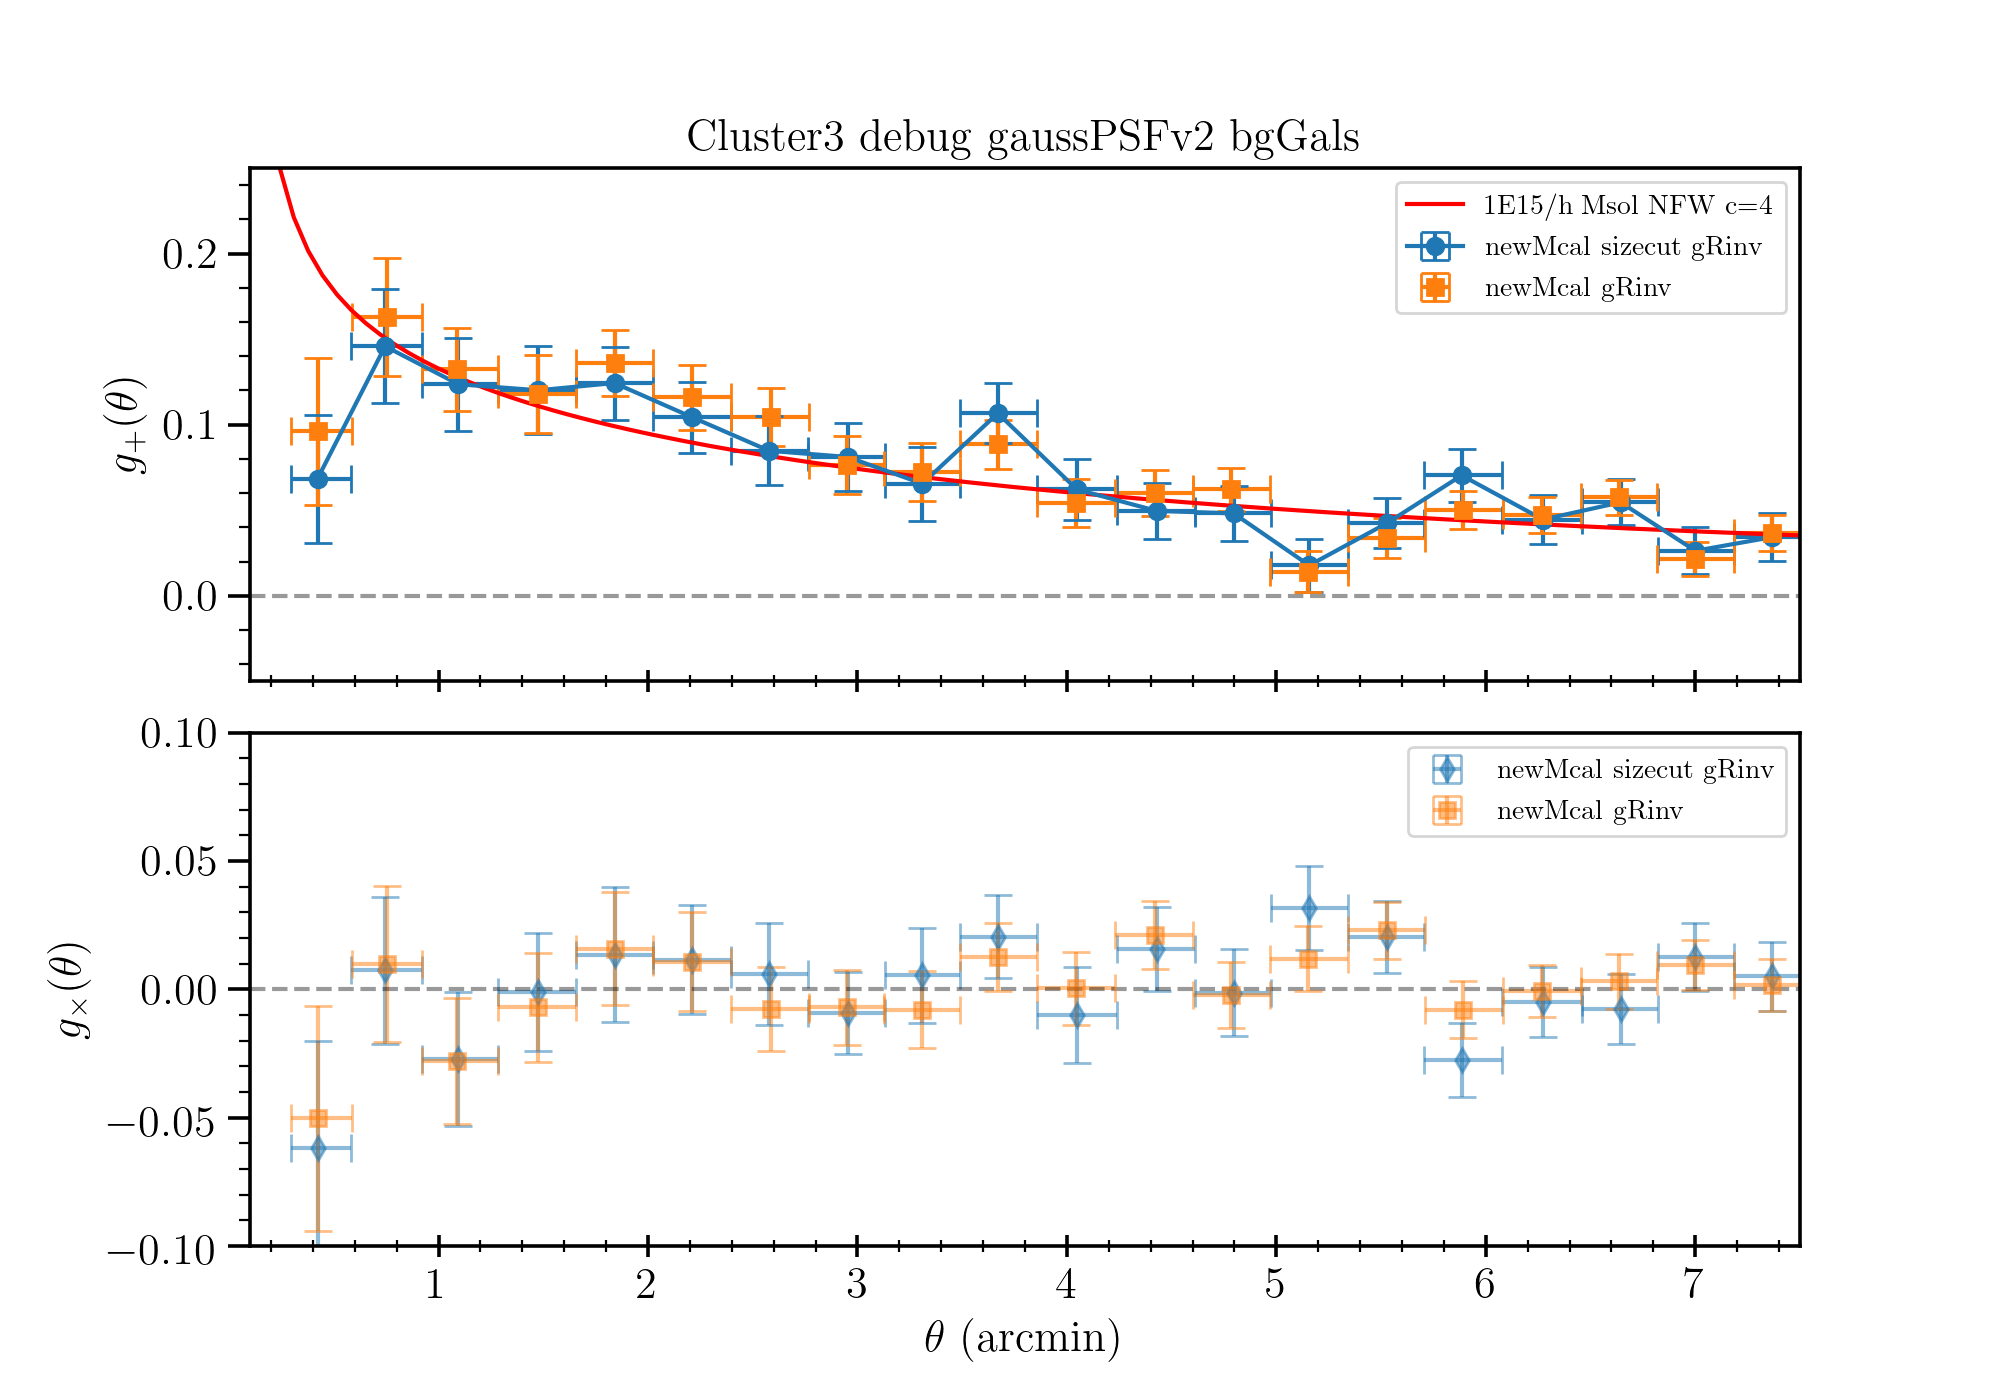 Cluster3 debug gaussPSFv2 bgGals
1E15/h Msol NFW c=4
newMcal sizecut gRinv
newMcal gRinv
g+(θ)
0.2
0.1
0.0
newMcal sizecut gRinv
newMcal gRinv
g×(θ)
0.10
0.05
0.00
−0.05
−0.10
1 2 3 4 5 6 7
θ (arcmin)